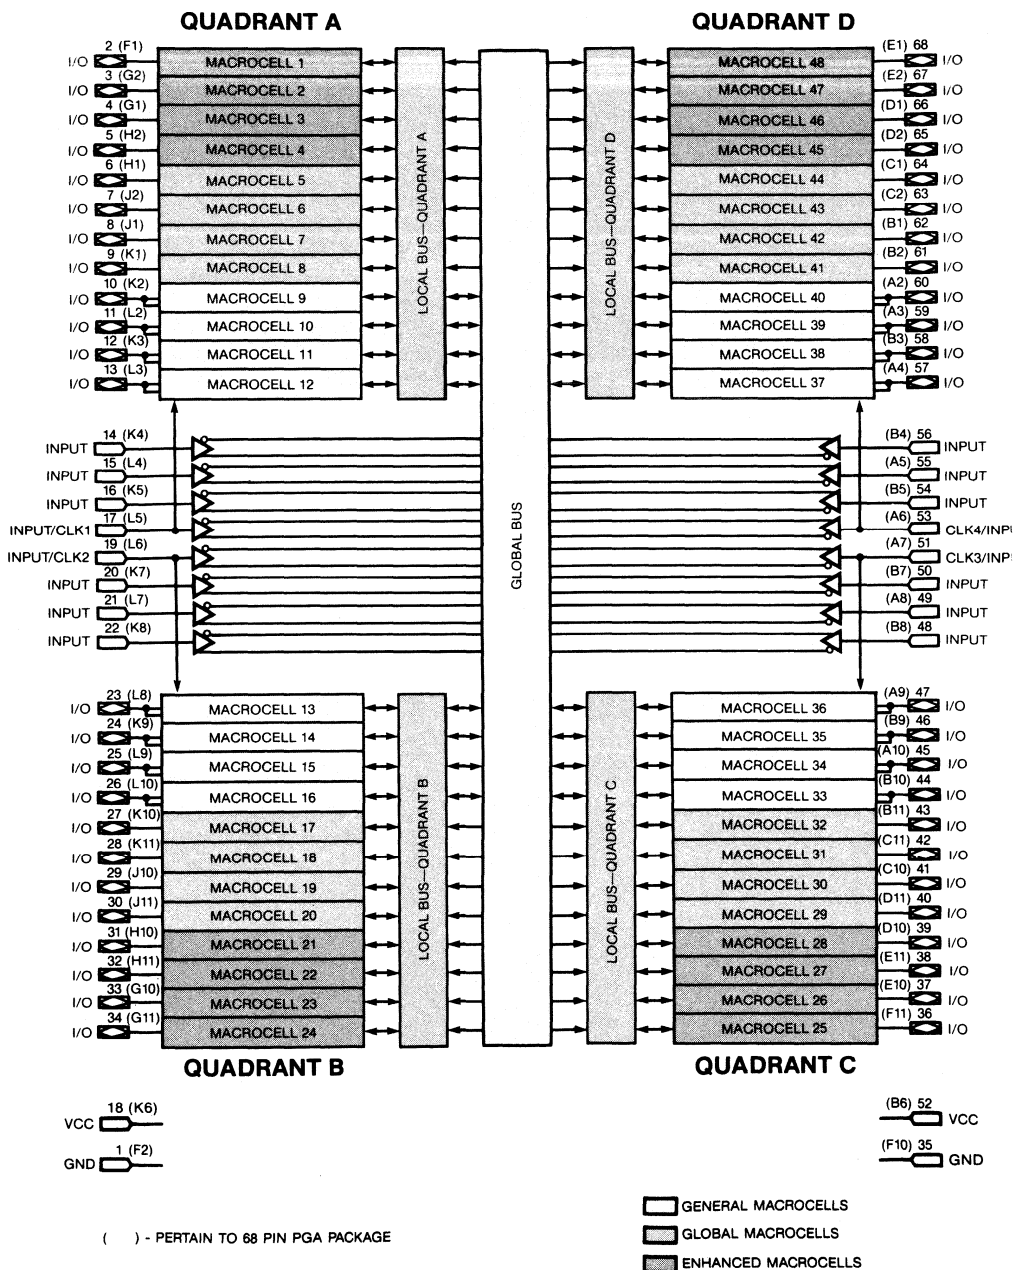 QUADRANT A
QUADRANT D
2 (F1)
I/O
MACROCELL 1
3 (G2)
I/O
MACROCELL 2
4 (G1)
I/O
MACROCELL 3
5 (H2)
I/O
MACROCELL 4
6 (H1)
I/O
MACROCELL 5
7 (J2)
I/O
MACROCELL 6
8 (J1)
I/O
MACROCELL 7
9 (K1)
I/O
MACROCELL 8
10 (K2)
I/O
MACROCELL 9
11 (L2)
I/O
MACROCELL 10
12 (K3)
I/O
MACROCELL 11
13 (L3)
I/O
MACROCELL 12
LOCAL BUS—QUADRANT A
LOCAL BUS—QUADRANT D
(E1) 68
MACROCELL 48
I/O
(E2) 67
MACROCELL 47
I/O
(D1) 66
MACROCELL 46
I/O
(D2) 65
MACROCELL 45
I/O
(C1) 64
MACROCELL 44
I/O
(C2) 63
MACROCELL 43
I/O
(B1) 62
MACROCELL 42
I/O
(B2) 61
MACROCELL 41
I/O
(A2) 60
MACROCELL 40
I/O
(A3) 59
MACROCELL 39
I/O
(B3) 58
MACROCELL 38
I/O
(A4) 57
MACROCELL 37
I/O
14 (K4)
INPUT
15 (L4)
INPUT
16 (K5)
INPUT
17 (L5)
INPUT/CLK1
19 (L6)
INPUT/CLK2
20 (K7)
INPUT
21 (L7)
INPUT
22 (K8)
INPUT
GLOBAL BUS
(B4) 56
INPUT
(A5) 55
INPUT
(B5) 54
INPUT
(A6) 53
CLK4/INPU
(A7) 51
CLK3/INP
(B7) 50
INPUT
(A8) 49
INPUT
(B8) 48
INPUT
23 (L8)
I/O
MACROCELL 13
24 (K9)
I/O
MACROCELL 14
25 (L9)
I/O
MACROCELL 15
26 (L10)
I/O
MACROCELL 16
27 (K10)
I/O
MACROCELL 17
28 (K11)
I/O
MACROCELL 18
29 (J10)
I/O
MACROCELL 19
30 (J11)
I/O
MACROCELL 20
31 (H10)
I/O
MACROCELL 21
32 (H11)
I/O
MACROCELL 22
33 (G10)
I/O
MACROCELL 23
34 (G11)
I/O
MACROCELL 24
LOCAL BUS—QUADRANT B
LOCAL BUS—QUADRANT C
(A9) 47
MACROCELL 36
I/O
(B9) 46
MACROCELL 35
I/O
(A10) 45
MACROCELL 34
I/O
(B10) 44
MACROCELL 33
I/O
(B11) 43
MACROCELL 32
I/O
(C11) 42
MACROCELL 31
I/O
(C10) 41
MACROCELL 30
I/O
(D11) 40
MACROCELL 29
I/O
(D10) 39
MACROCELL 28
I/O
(E11) 38
MACROCELL 27
I/O
(E10) 37
MACROCELL 26
I/O
(F11) 36
MACROCELL 25
I/O
QUADRANT B
QUADRANT C
18 (K6)
VCC
1 (F2)
GND
(B6) 52
VCC
(F10) 35
GND
( ) - PERTAIN TO 68 PIN PGA PACKAGE
GENERAL MACROCELLS
GLOBAL MACROCELLS
ENHANCED MACROCELLS